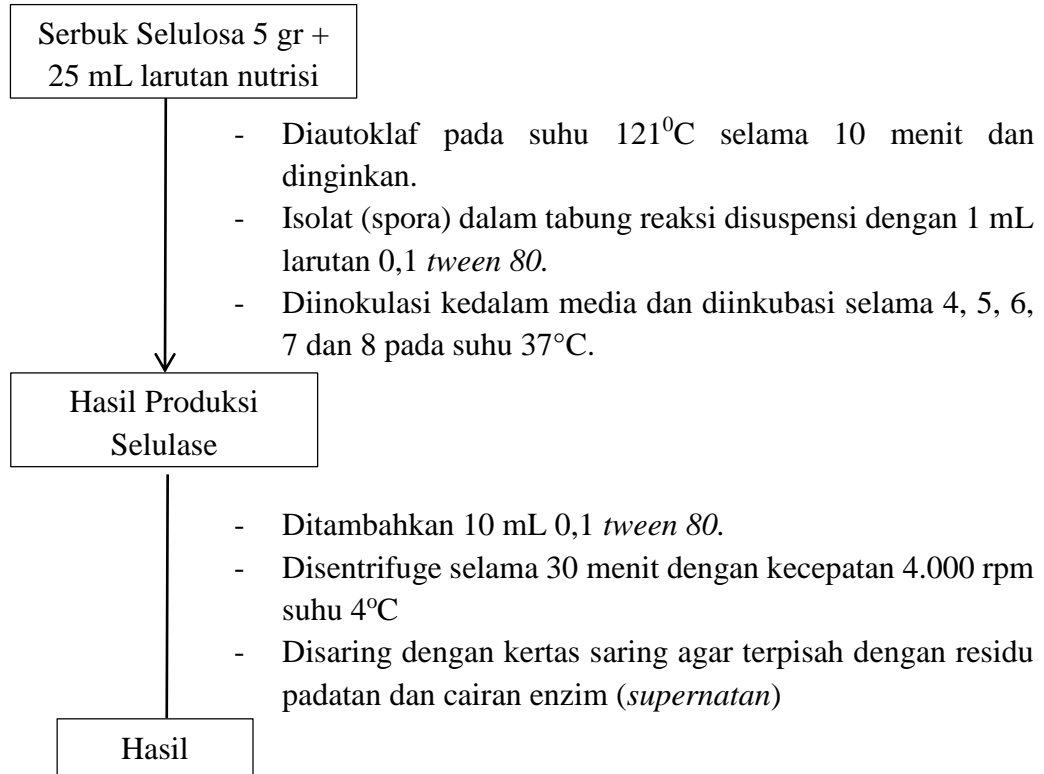 Serbuk Selulosa 5 gr +
25 mL larutan nutrisi
- Diautoklaf pada suhu 121⁰C selama 10 menit dan
dinginkan.
- Isolat (spora) dalam tabung reaksi disuspensi dengan 1 mL
larutan 0,1 tween 80.
- Diinokulasi kedalam media dan diinkubasi selama 4, 5, 6,
7 dan 8 pada suhu 37°C.
Hasil Produksi
Selulase
- Ditambahkan 10 mL 0,1 tween 80.
- Disentrifuge selama 30 menit dengan kecepatan 4.000 rpm
suhu 4ᵒC
- Disaring dengan kertas saring agar terpisah dengan residu
padatan dan cairan enzim (supernatan)
Hasil